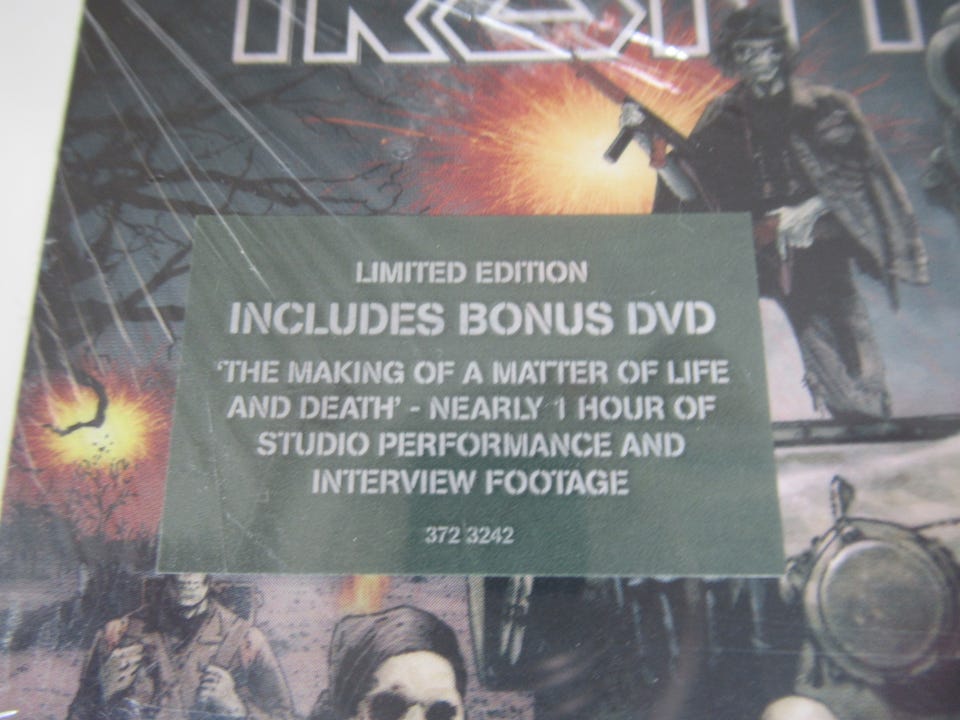 LIMITED EDITION
INCLUDES BONUS DVD
'THE MAKING OF A MATTER OF LIFE
AND DEATH' - NEARLY 1 HOUR OF
STUDIO PERFORMANCE AND
INTERVIEW FOOTAGE
372 3242